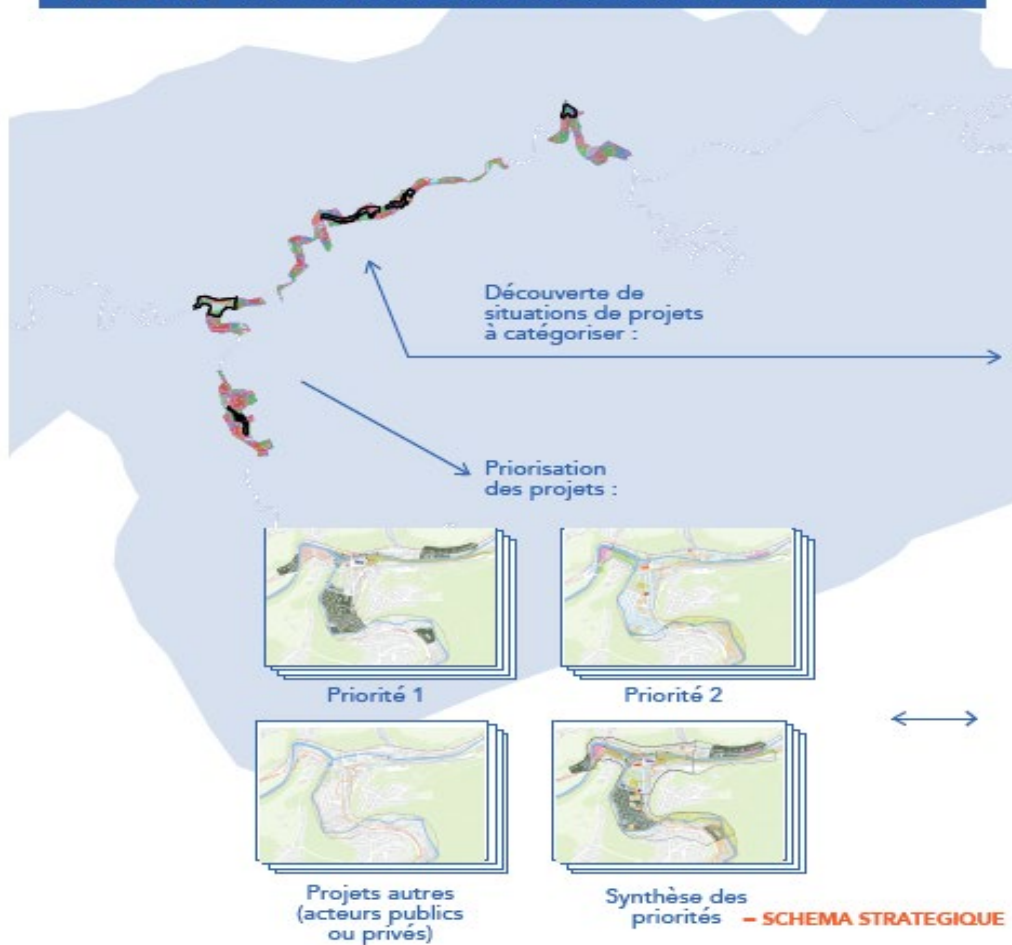 Découverte de
situations de projets
à catégoriser :
Priorisation
des projets :
Priorité 1
Priorité 2
Projets autres
(acteurs publics
ou privés)
Synthèse des
priorités
– SCHEMA STRATEGIQUE